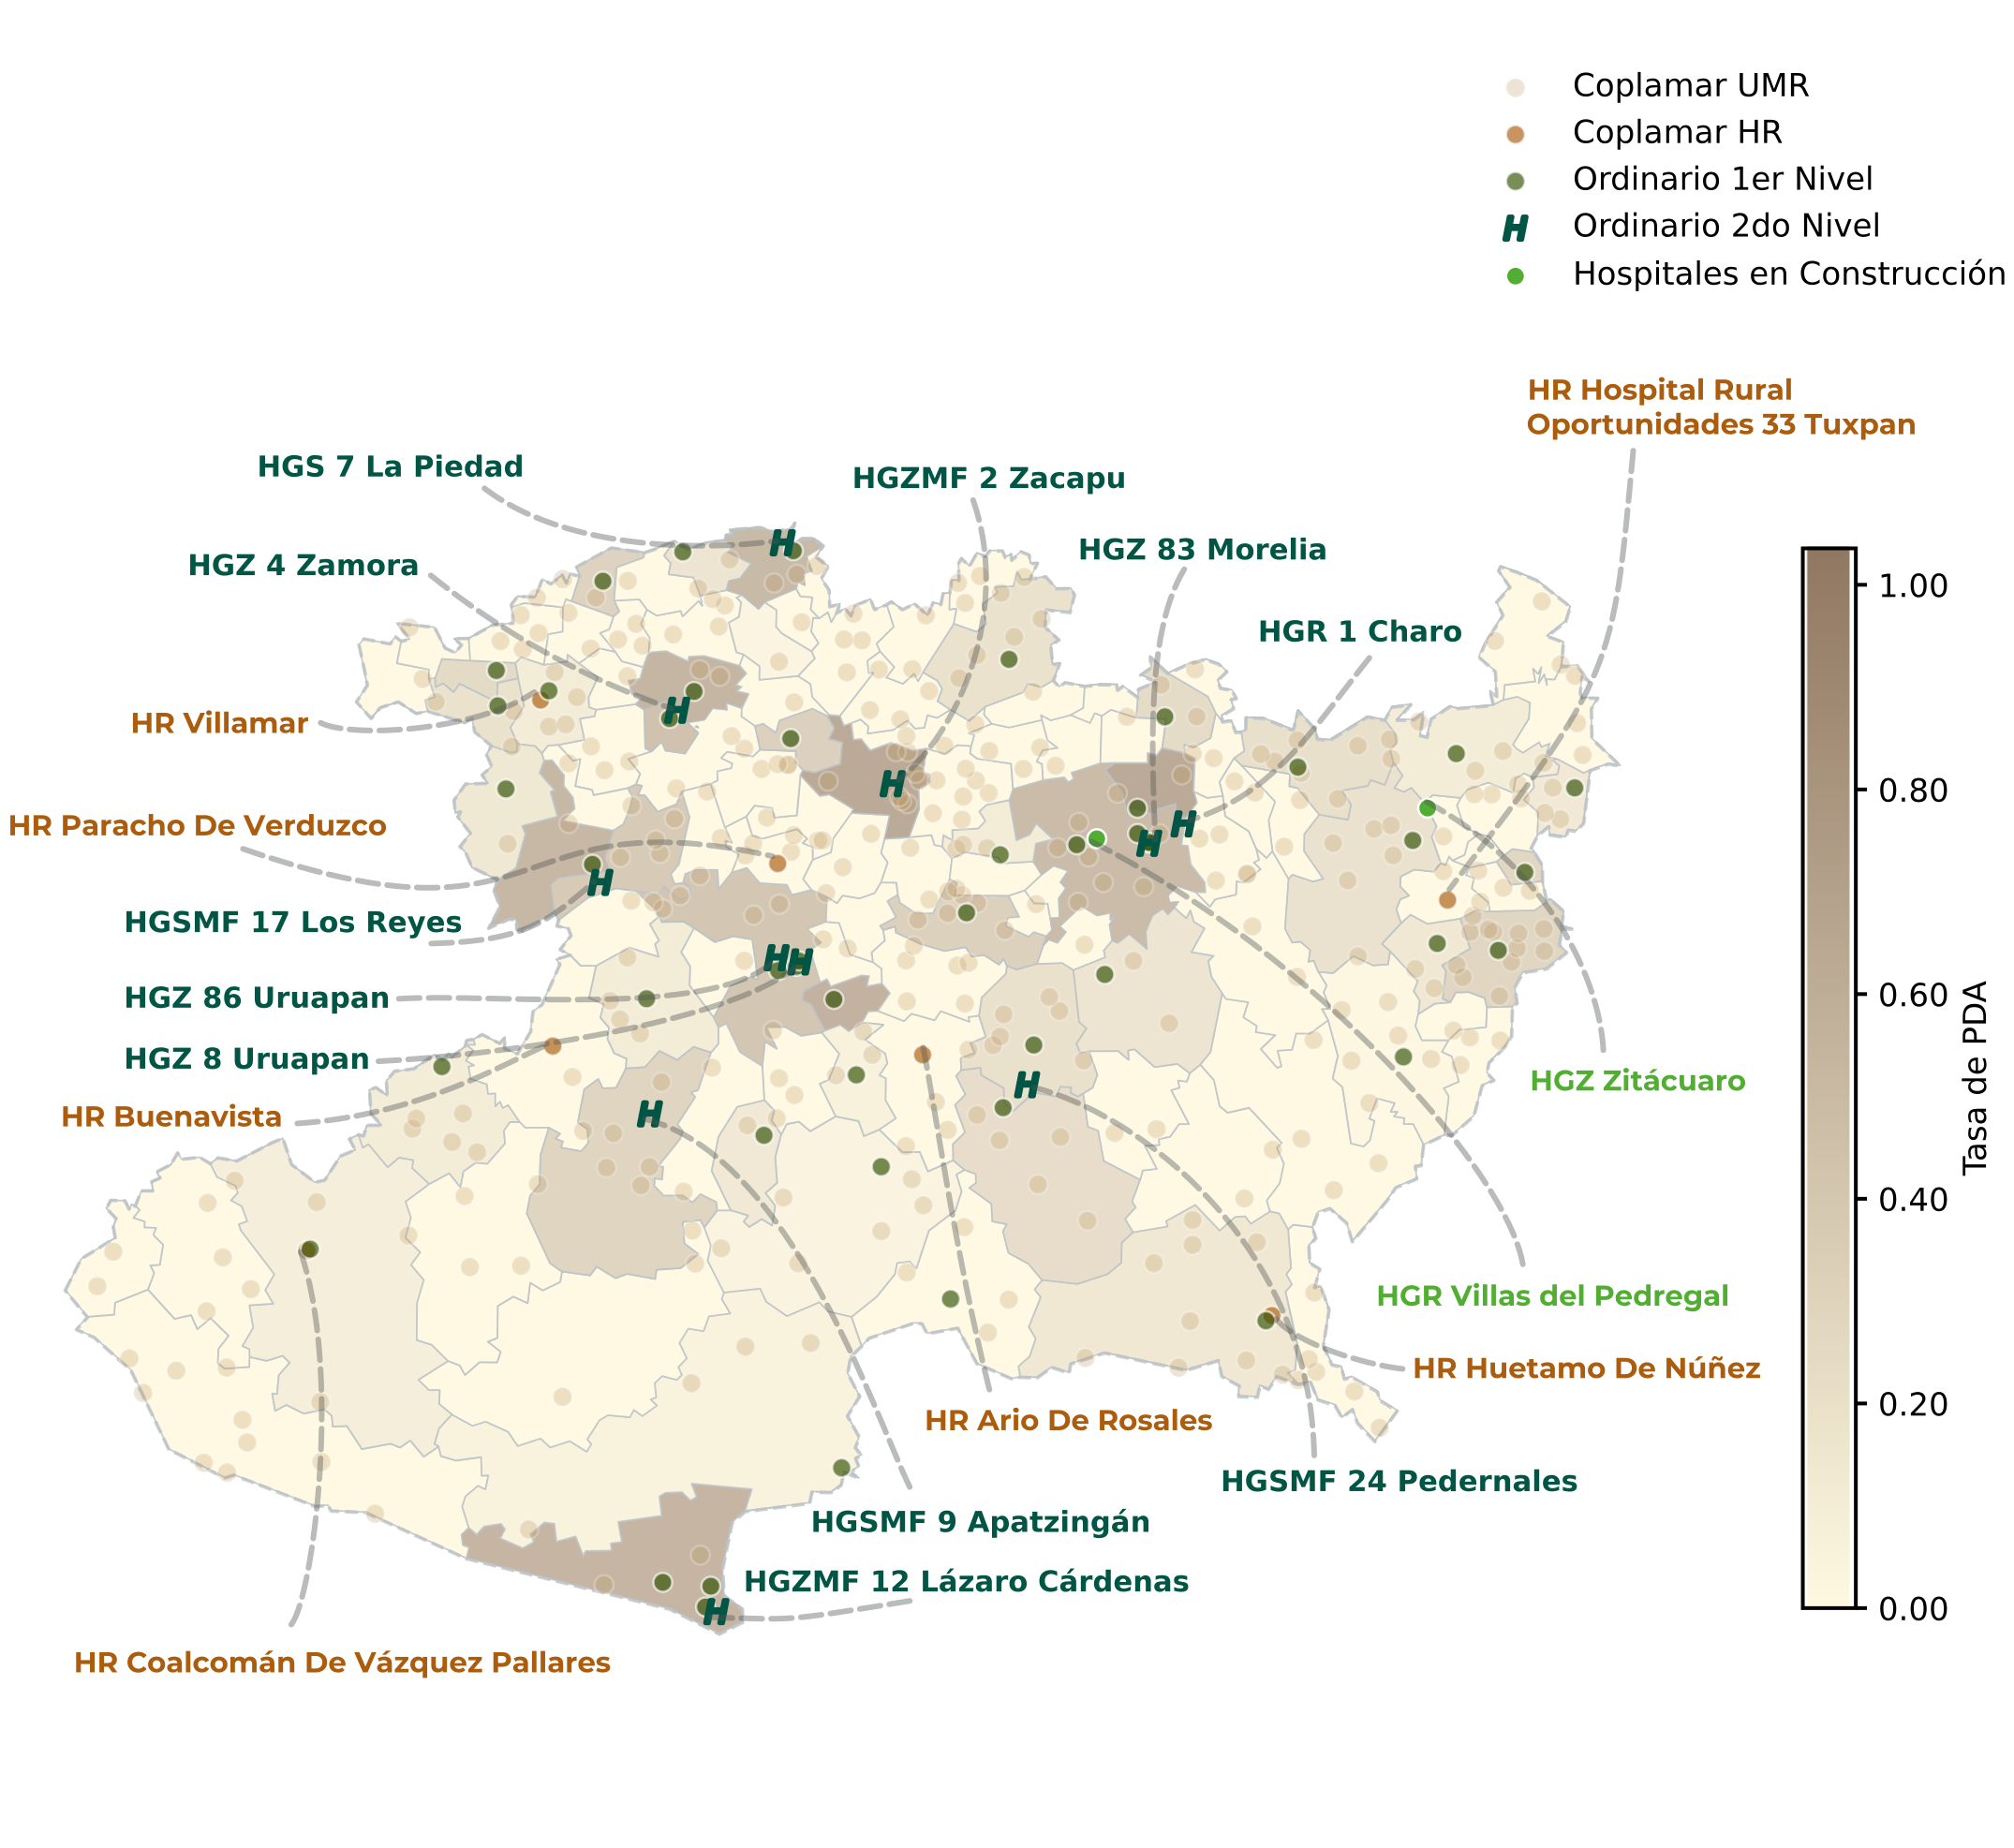 Coplamar UMR
Coplamar HR
Ordinario 1er Nivel
H Ordinario 2do Nivel
Hospitales en Construcción
HR Hospital Rural
Oportunidades 33 Tuxpan
HGS 7 La Piedad
HGZMF 2 Zacapu
HGZ 4 Zamora
HGZ 83 Morelia
HGR 1 Charo
HR Villamar
HR Paracho De Verduzco
HGSMF 17 Los Reyes
HGZ 86 Uruapan
HGZ 8 Uruapan
HR Buenavista
HGZ Zitácuaro
HGR Villas del Pedregal
HR Huetamo De Núñez
HR Ario De Rosales
HGSMF 24 Pedernales
HGSMF 9 Apatzingán
HGZMF 12 Lázaro Cárdenas
HR Coalcomán De Vázquez Pallares
H
H
H
H
H
H
HH
H
H
H
1.00
0.80
0.60
0.40
0.20
0.00
Tasa de PDA